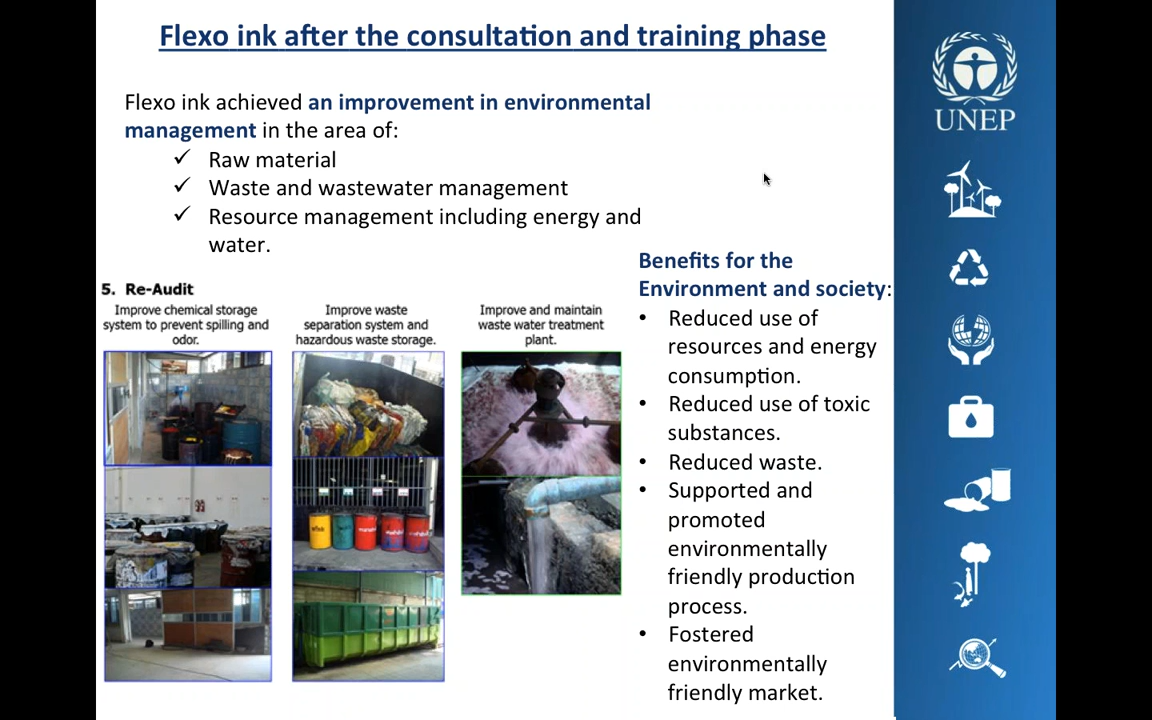 Flexo ink after the consultation and training phase
Flexo ink achieved an improvement in environmental
management in the area of:
✓ Raw material
✓ Waste and wastewater management
✓ Resource management including energy and
water.
5. Re-Audit
Improve chemical storage
system to prevent spilling and
odor.
Improve waste
separation system and
hazardous waste storage.
Improve and maintain
waste water treatment
plant.
Benefits for the
Environment and society:
• Reduced use of
resources and energy
consumption.
• Reduced use of toxic
substances.
• Reduced waste.
• Supported and
promoted
environmentally
friendly production
process.
• Fostered
environmentally
friendly market.
UNEP